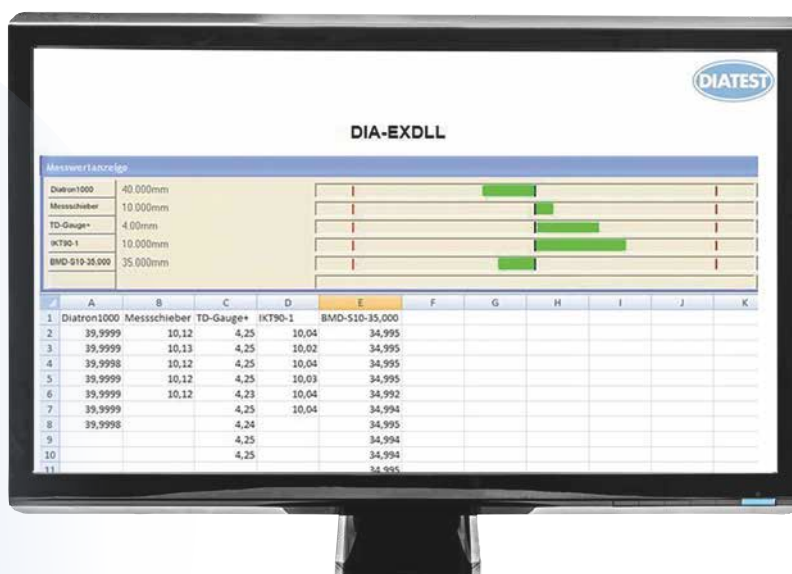 DIATEST
DIA-EXDLL
Messwertanzeige
Diatron1000 40.000mm
Messschieber 10.000mm
TD-Gauge+ 4.00mm
IKT90-1 10.000mm
BMD-S10-35,000 35.000mm
A B C D E F G H I J K
1 Diatron1000 Messschieber TD-Gauge+ IKT90-1 BMD-S10-35,000
2 39,9999 10,12 4,25 10,04 34,995
3 39,9999 10,13 4,25 10,02 34,995
4 39,9998 10,12 4,25 10,04 34,995
5 39,9999 10,12 4,25 10,03 34,995
6 39,9999 10,12 4,23 10,04 34,992
7 39,9999 4,25 10,04 34,994
8 39,9998 4,24 34,995
9 4,25 34,994
10 4,25 34,994
11 34,995